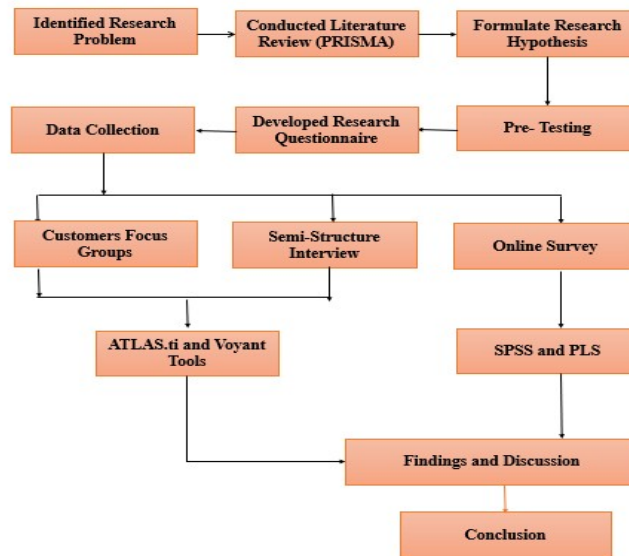 Identified Research
Problem
Conducted Literature
Review (PRISMA)
Formulate Research
Hypothesis
Data Collection
Developed Research
Questionnaire
Pre- Testing
Customers Focus
Groups
Semi-Structure
Interview
Online Survey
ATLAS.ti and Voyant
Tools
SPSS and PLS
Findings and Discussion
Conclusion